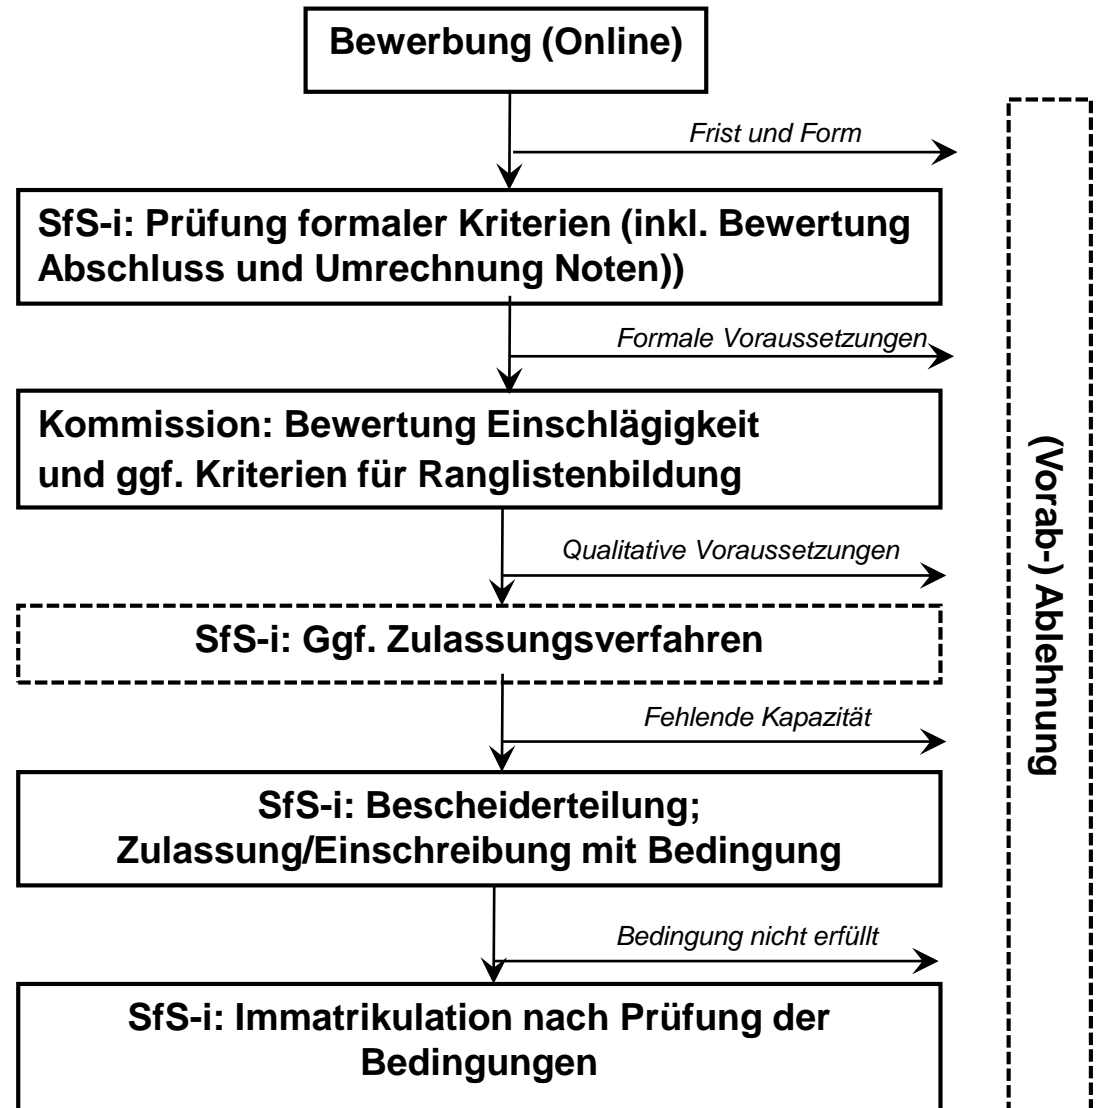 Bewerbung (Online)
Frist und Form
SfS-i: Prüfung formaler Kriterien (inkl. Bewertung
Abschluss und Umrechnung Noten))
Formale Voraussetzungen
Kommission: Bewertung Einschlägigkeit
und ggf. Kriterien für Ranglistenbildung
Qualitative Voraussetzungen
SfS-i: Ggf. Zulassungsverfahren
Fehlende Kapazität
SfS-i: Bescheiderteilung;
Zulassung/Einschreibung mit Bedingung
Bedingung nicht erfüllt
SfS-i: Immatrikulation nach Prüfung der
Bedingungen
(Vorab-) Ablehnung